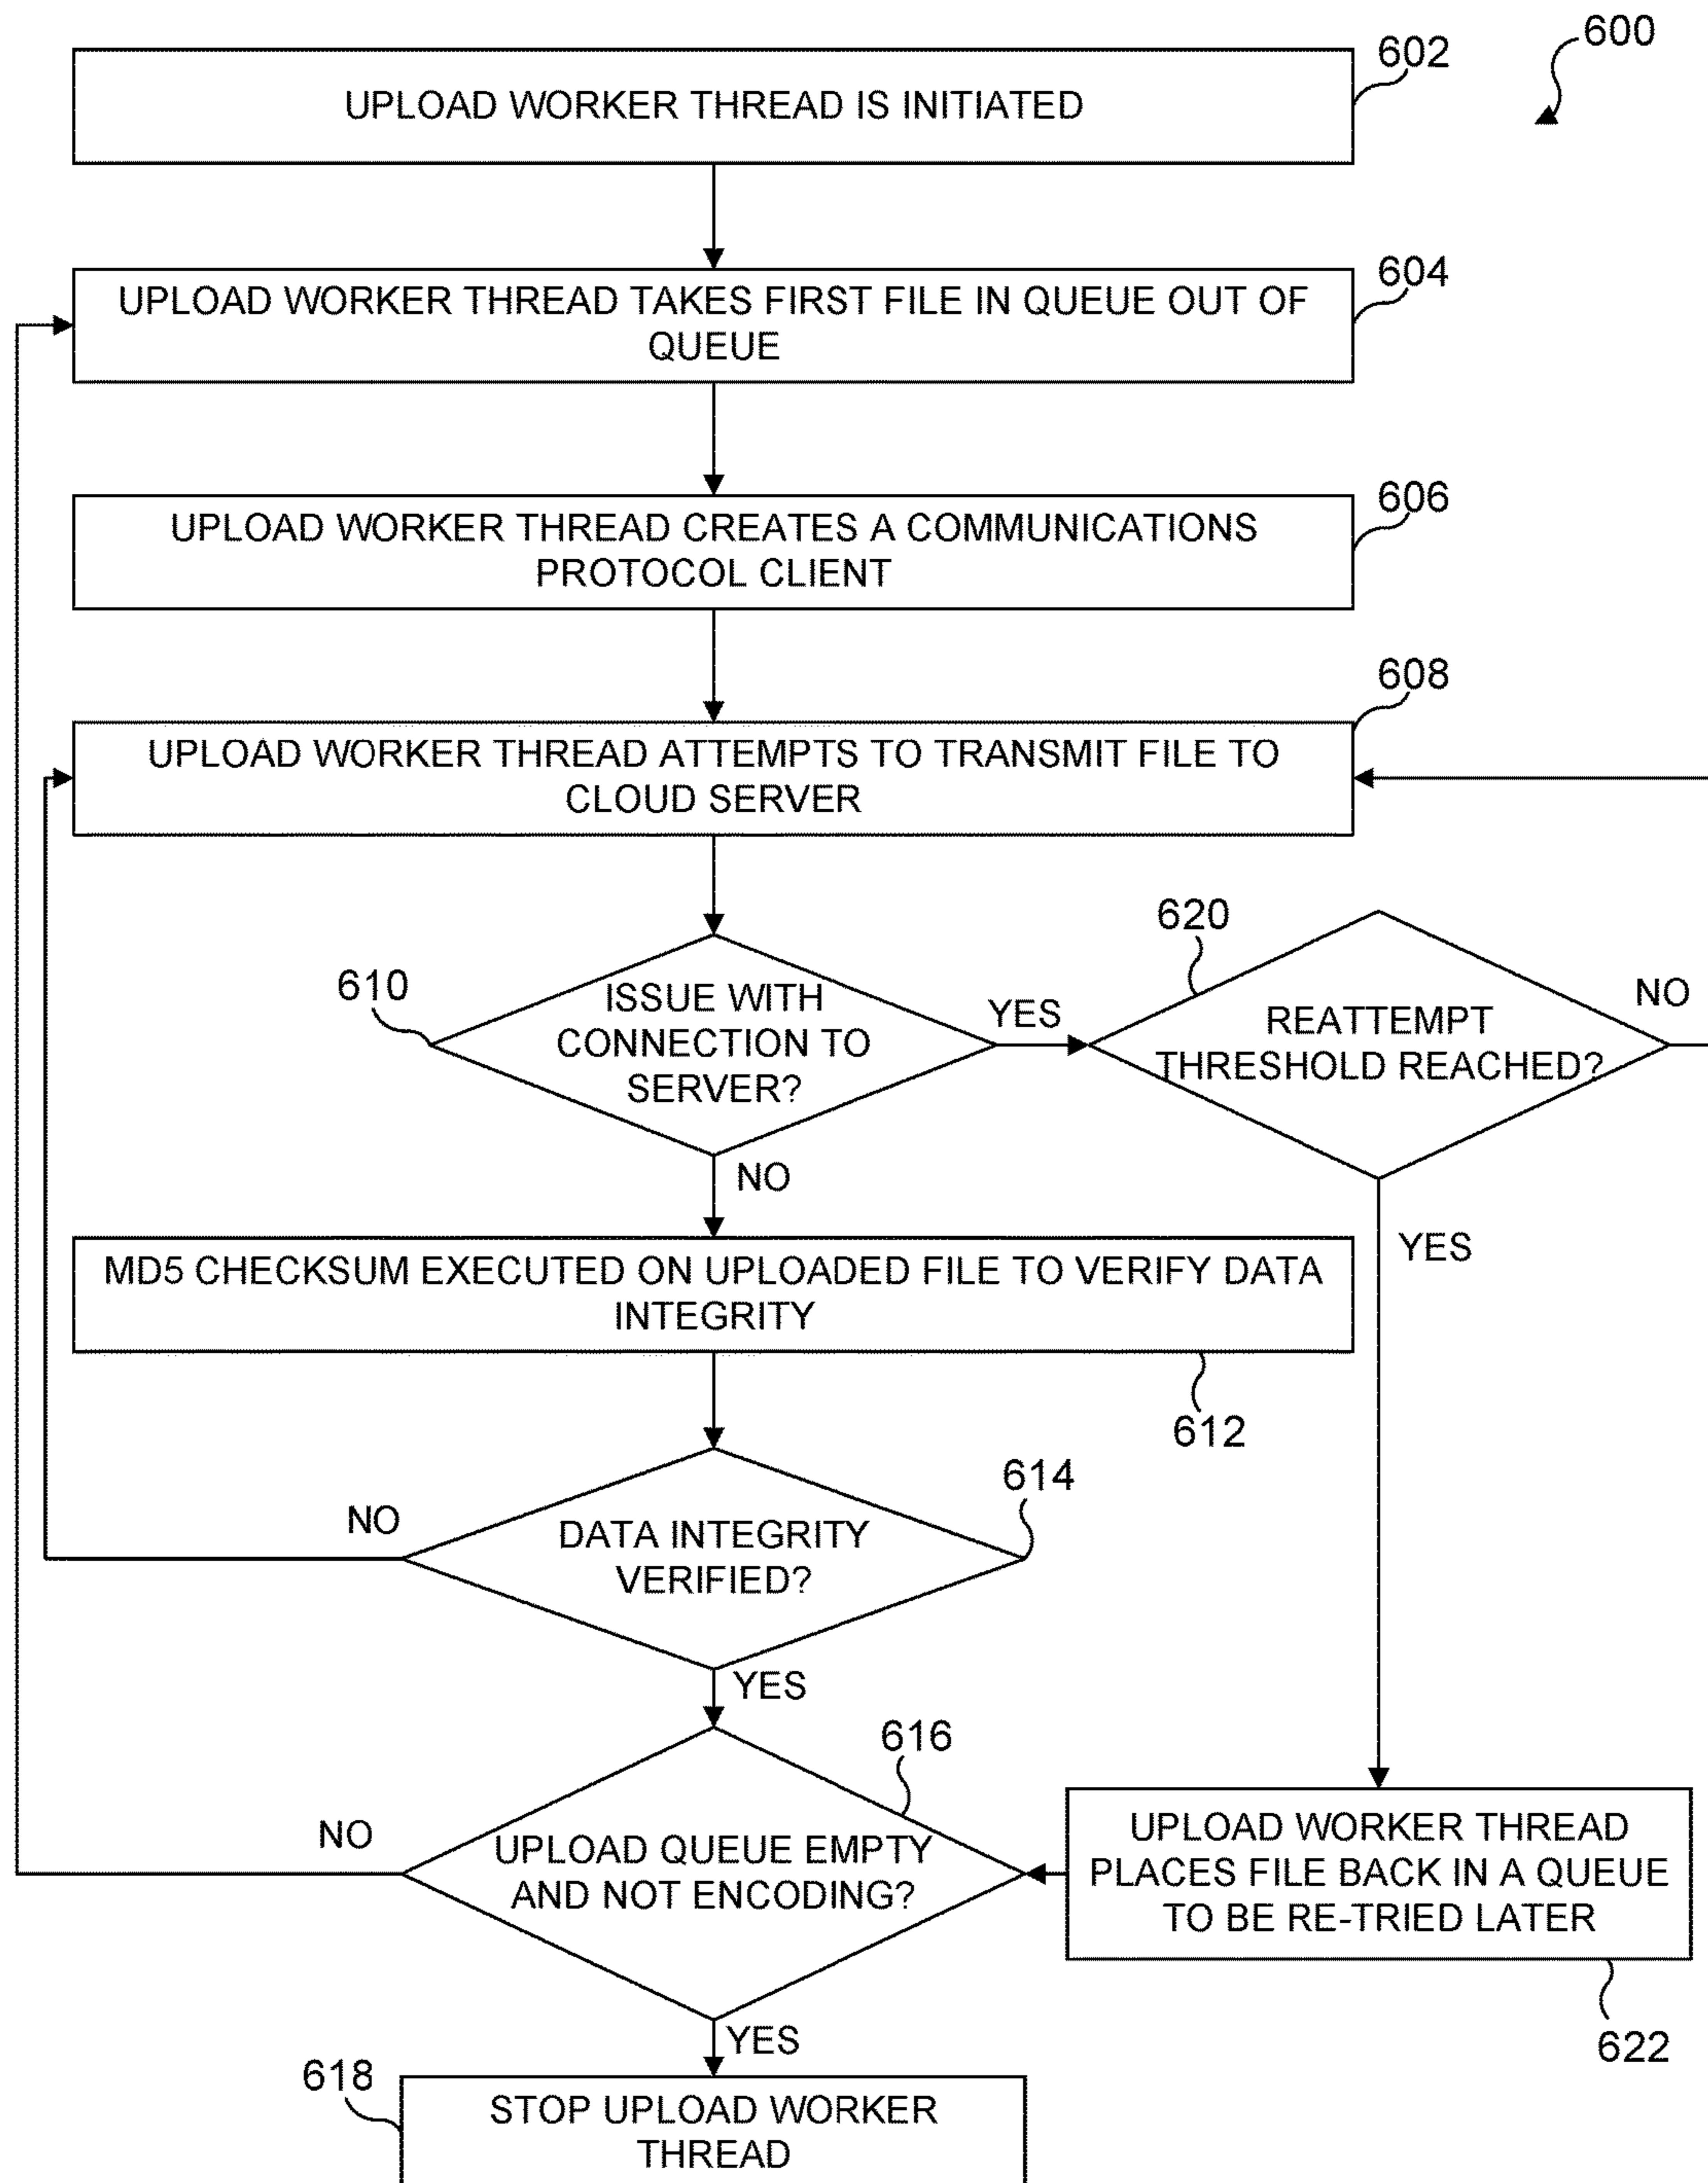 600
602
UPLOAD WORKER THREAD IS INITIATED
604
UPLOAD WORKER THREAD TAKES FIRST FILE IN QUEUE OUT OF
QUEUE
606
UPLOAD WORKER THREAD CREATES A COMMUNICATIONS
PROTOCOL CLIENT
608
UPLOAD WORKER THREAD ATTEMPTS TO TRANSMIT FILE TO
CLOUD SERVER
610
ISSUE WITH
CONNECTION TO
SERVER?
YES
620
REATTEMPT
THRESHOLD REACHED?
NO
NO
YES
MD5 CHECKSUM EXECUTED ON UPLOADED FILE TO VERIFY DATA
INTEGRITY
612
614
DATA INTEGRITY
VERIFIED?
NO
YES
616
UPLOAD QUEUE EMPTY
AND NOT ENCODING?
NO
UPLOAD WORKER THREAD
PLACES FILE BACK IN A QUEUE
TO BE RE-TRIED LATER
622
YES
618
STOP UPLOAD WORKER
THREAD